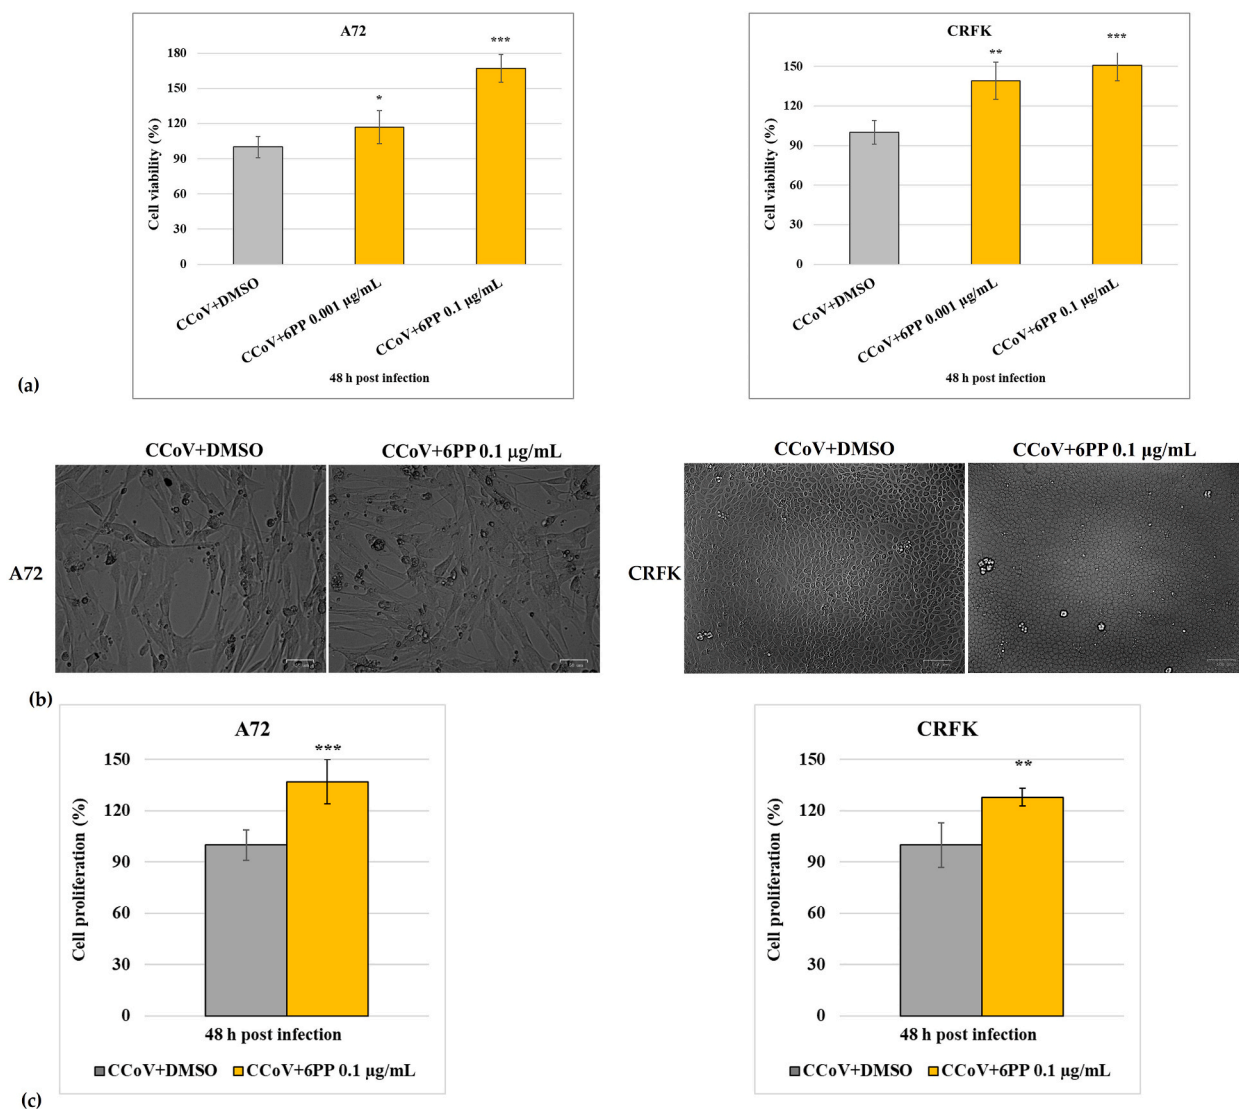 A72
***
*
180
150
120
90
60
30
0
Cell viability (%)
CCoV+DMSO
CCoV+6PP 0.001 µg/mL
CCoV+6PP 0.1 µg/mL
48 h post infection
CRFK
**
***
150
120
90
60
30
0
Cell viability (%)
CCoV+DMSO
CCoV+6PP 0.001 µg/mL
CCoV+6PP 0.1 µg/mL
48 h post infection
(a)
CCoV+DMSO
CCoV+6PP 0.1 µg/mL
A72
CCoV+DMSO
CCoV+6PP 0.1 µg/mL
CRFK
(b)
A72
***
150
120
90
60
30
0
Cell proliferation (%)
48 h post infection
CCoV+DMSO
CCoV+6PP 0.1 µg/mL
CRFK
**
150
120
90
60
30
0
Cell proliferation (%)
48 h post infection
CCoV+DMSO
CCoV+6PP 0.1 µg/mL
(c)